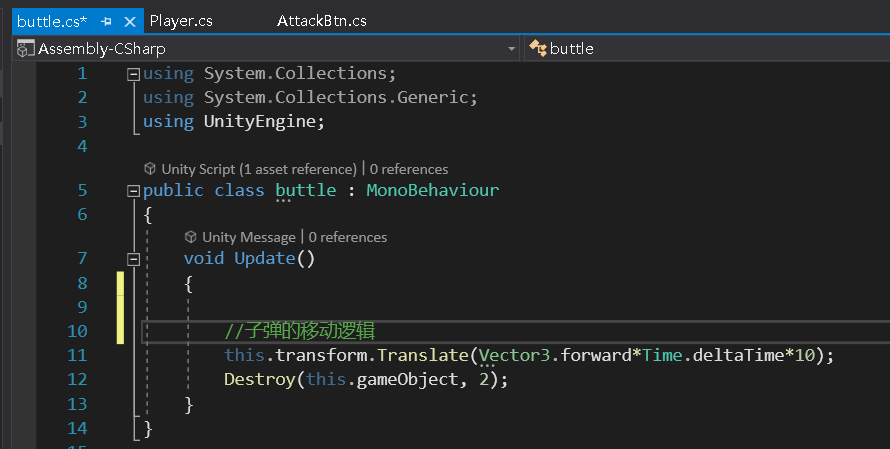 buttle.cs* Player.cs AttackBtn.cs
Assembly-CSharp buttle
1 using System.Collections;
2 using System.Collections.Generic;
3 using UnityEngine;
4
Unity Script (1 asset reference) | 0 references
5 public class buttle : MonoBehaviour
6 {
Unity Message | 0 references
7 void Update()
8 {
9
10 //子弹的移动逻辑
11 this.transform.Translate(Vector3.forward*Time.deltaTime*10);
12 Destroy(this.gameObject, 2);
13 }
14 }
15